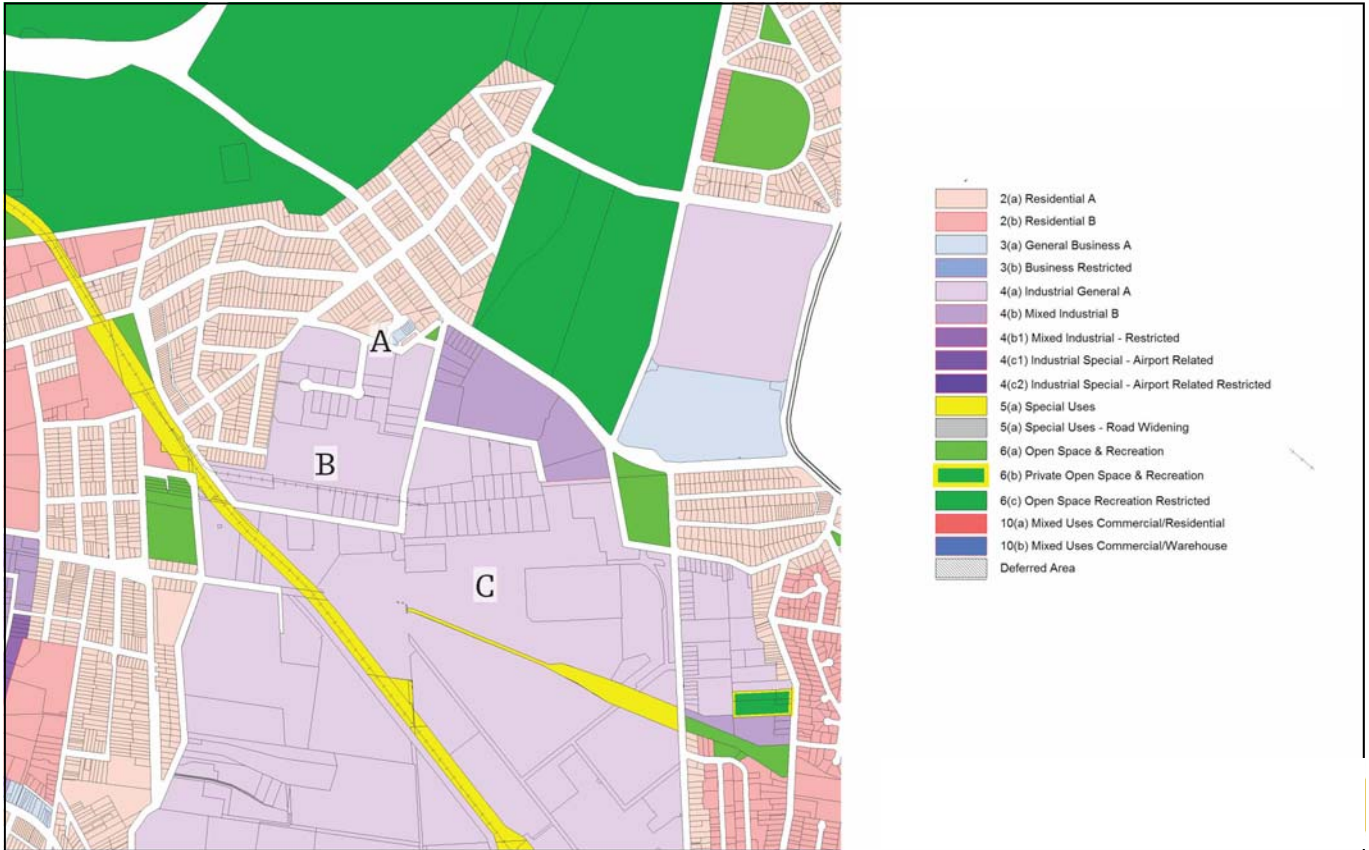 A
B
C
2(a) Residential A
2(b) Residential B
3(a) General Business A
3(b) Business Restricted
4(a) Industrial General A
4(b) Mixed Industrial B
4(b1) Mixed Industrial - Restricted
4(c1) Industrial Special - Airport Related
4(c2) Industrial Special - Airport Related Restricted
5(a) Special Uses
5(a) Special Uses - Road Widening
6(a) Open Space & Recreation
6(b) Private Open Space & Recreation
6(c) Open Space Recreation Restricted
10(a) Mixed Uses Commercial/Residential
10(b) Mixed Uses Commercial/Warehouse
Deferred Area